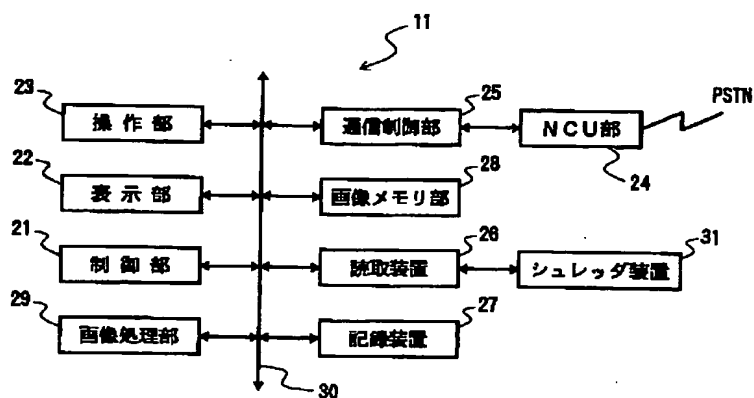 11
23
操作部
25
通信制御部
NCU部
24
PSTN
22
表示部
28
画像メモリ部
21
制御部
26
読取装置
31
シュレッダ装置
29
画像処理部
27
記録装置
30